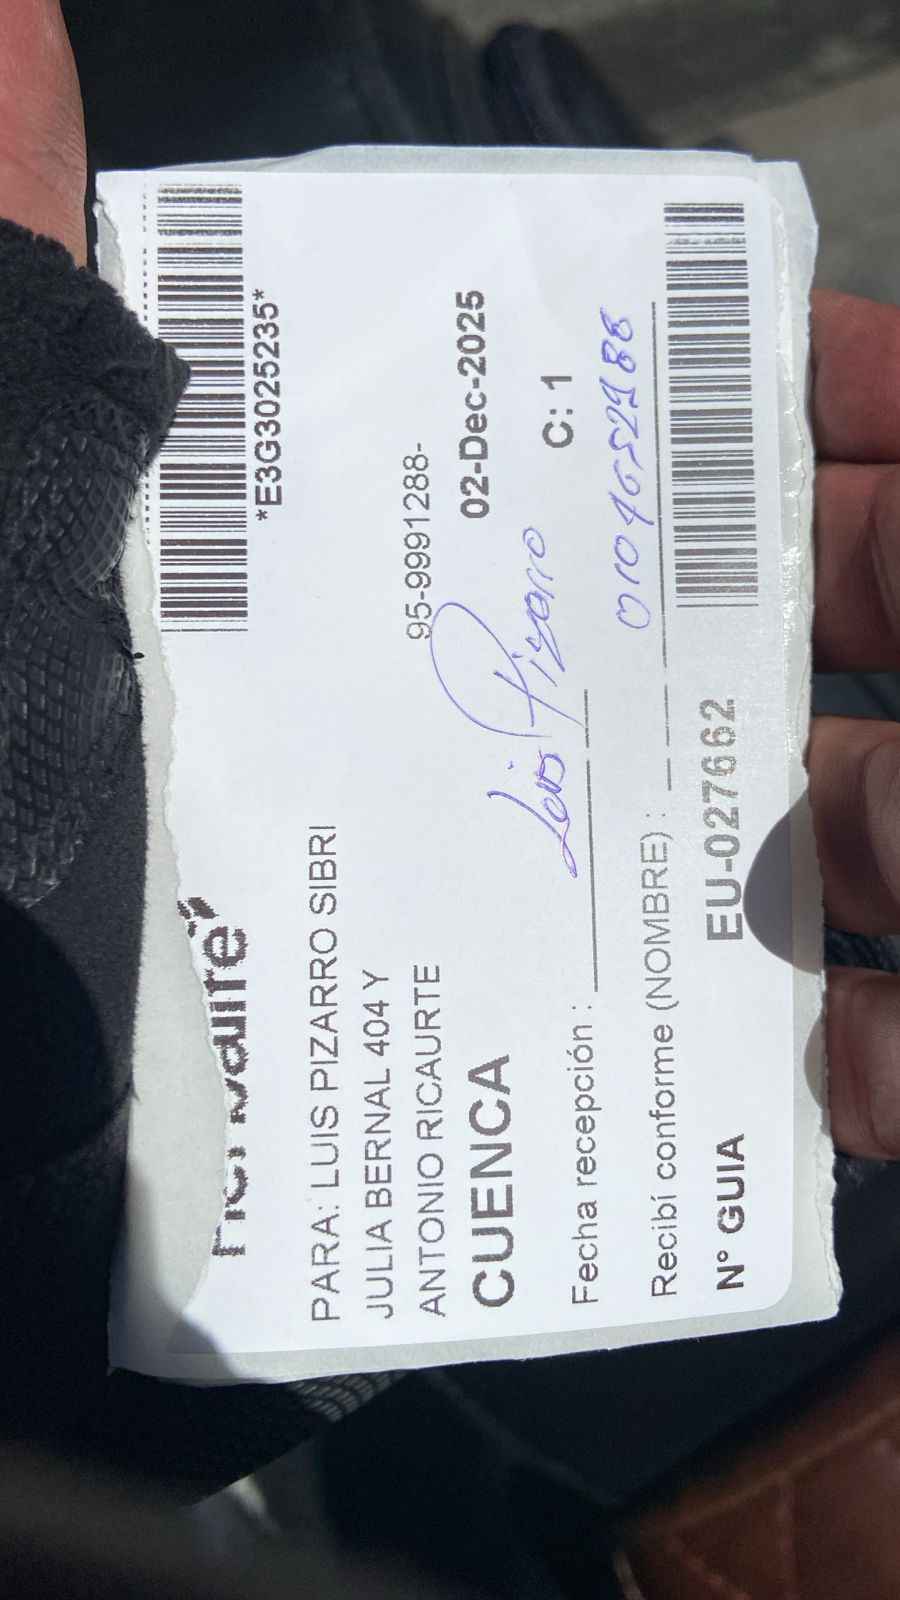 *E3G3025235*
PARA: LUIS PIZARRO SIBRI
JULIA BERNAL 404 Y
95-9991288-
ANTONIO RICAURTE
CUENCA
02-Dec-2025
Luis Pizarro
C: 1
Fecha recepción :
0104652988
Recibí conforme (NOMBRE) :
N° GUIA EU-027662